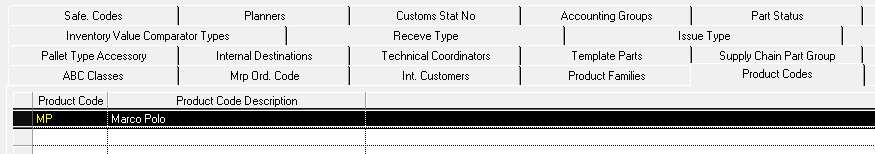 Safe. Codes Planners Customs Stat No Accounting Groups Part Status
Inventory Value Comparator Types Receve Type Issue Type
Pallet Type Accessory Internal Destinations Technical Coordinators Template Parts Supply Chain Part Group
ABC Classes Mrp Ord. Code Int. Customers Product Families Product Codes
Product Code Product Code Description
MP Marco Polo